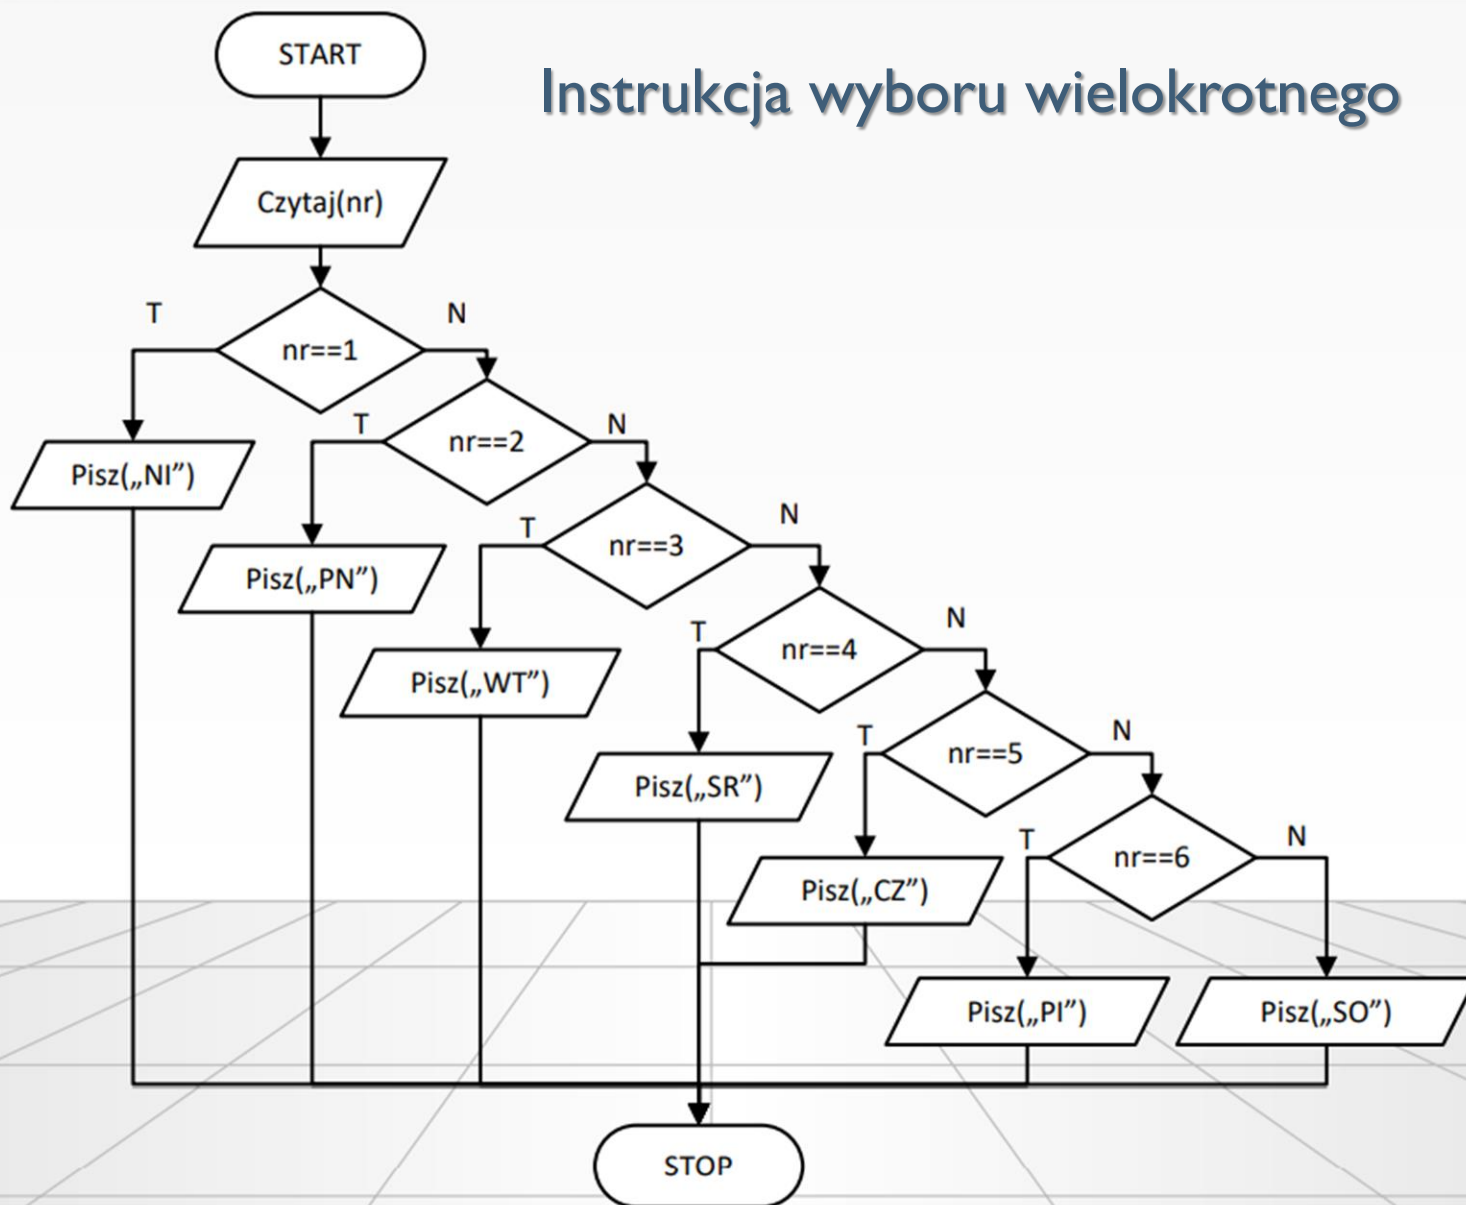 START
Instrukcja wyboru wielokrotnego
Czytaj(nr)
T
N
nr==1
T
nr==2
N
Pisz(„NI”)
T
nr==3
N
Pisz(„PN”)
T
nr==4
N
Pisz(„WT”)
T
nr==5
N
Pisz(„SR”)
T
nr==6
N
Pisz(„CZ”)
Pisz(„PI”)
Pisz(„SO”)
STOP